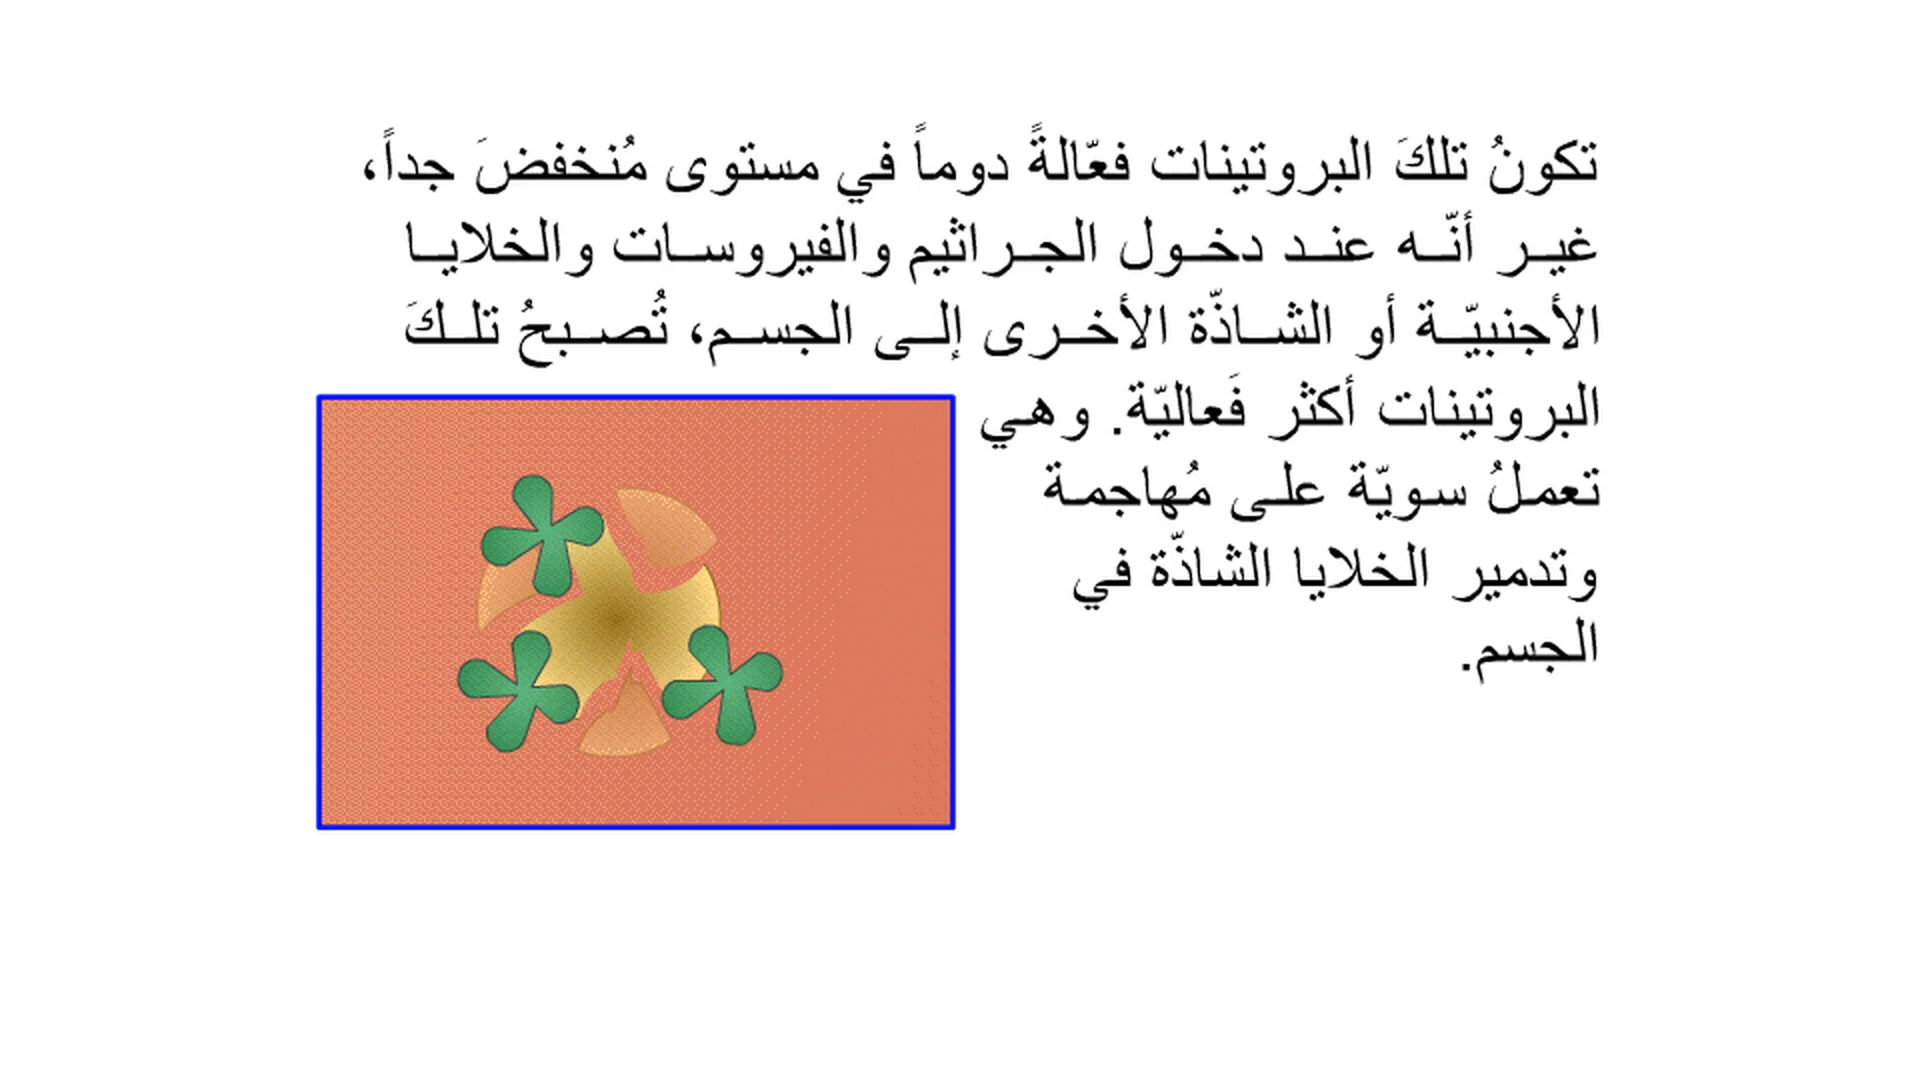 تكونُ تلكَ البروتينات فعّالةً دوماً في مستوى مُنخفضَ جداً،
غير أنّه عند دخول الجراثيم والفيروسات والخلايا
الأجنبيّة أو الشاذّة الأخرى إلى الجسم، تُصبحُ تلكَ
البروتينات أكثر فَعاليّة. وهي
تعملُ سويّة على مُهاجمة
وتدمير الخلايا الشاذّة في
الجسم.